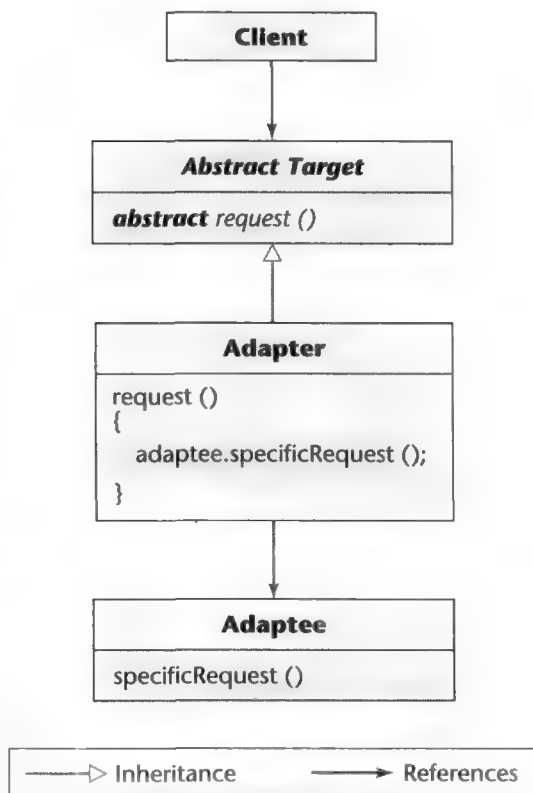 Client
Abstract Target
abstract request ()
Adapter
request ()
{
adaptee.specificRequest ();
}
Adaptee
specificRequest ()
Inheritance
References